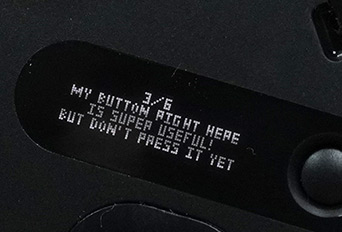 3/6
MY BUTTON RIGHT HERE
IS SUPER USEFUL!
BUT DON'T PRESS IT YET